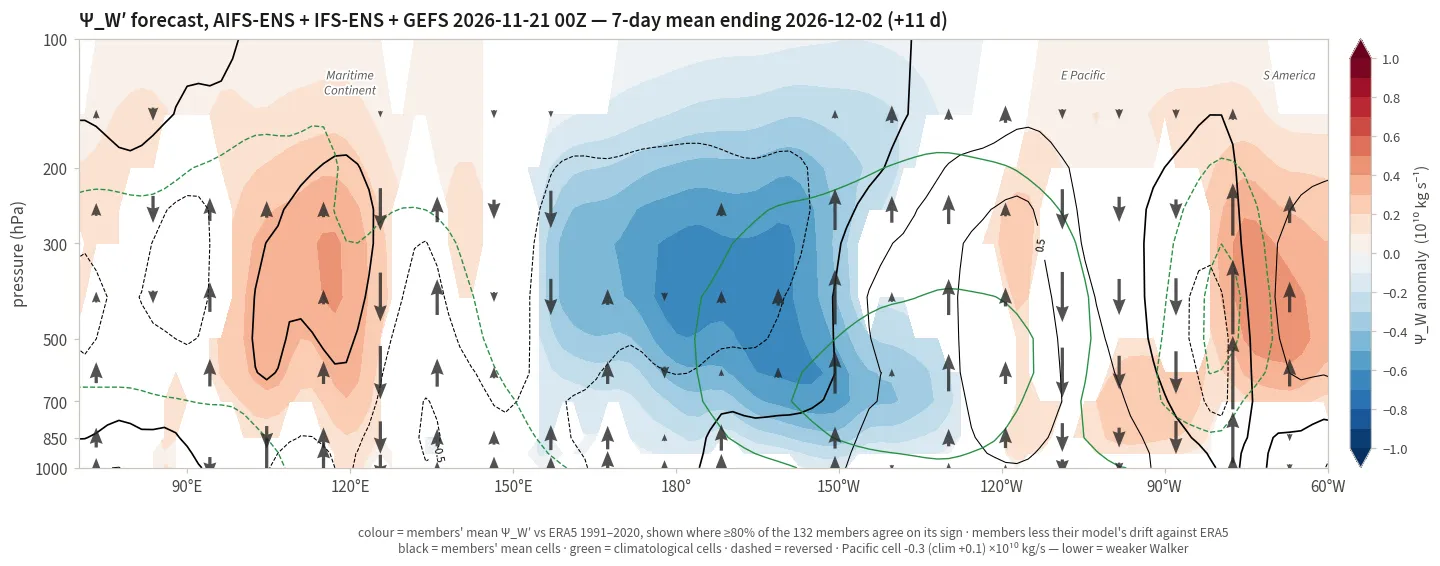 Ψ_W′ forecast, AIFS-ENS + IFS-ENS + GEFS 2026-11-21 00Z — 7-day mean ending 2026-12-02 (+11 d)
100
200
300
400
500
700
850
1000
pressure (hPa)
Maritime
Continent
E Pacific
S America
0.5
-0.5
90°E
120°E
150°E
180°
150°W
120°W
90°W
60°W
1.0
0.8
0.6
0.4
0.2
0.0
-0.2
-0.4
-0.6
-0.8
-1.0
Ψ_W anomaly (10¹⁰ kg s⁻¹)
colour = members' mean Ψ_W′ vs ERA5 1991–2020, shown where ≥80% of the 132 members agree on its sign · members less their model's drift against ERA5
black = members' mean cells · green = climatological cells · dashed = reversed · Pacific cell -0.3 (clim +0.1) ×10¹⁰ kg/s — lower = weaker Walker